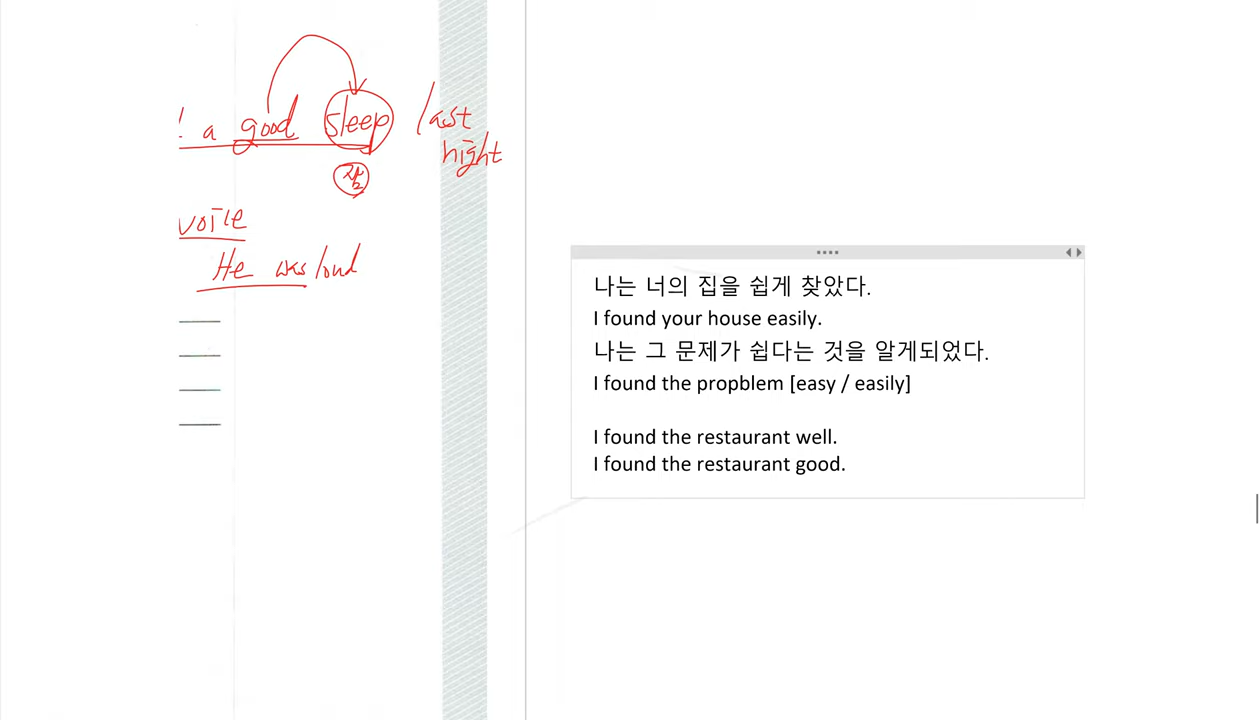 a good sleep last
night
잠
voice
He was loud
나는 너의 집을 쉽게 찾았다.
I found your house easily.
나는 그 문제가 쉽다는 것을 알게되었다.
I found the propblem [easy / easily]
I found the restaurant well.
I found the restaurant good.